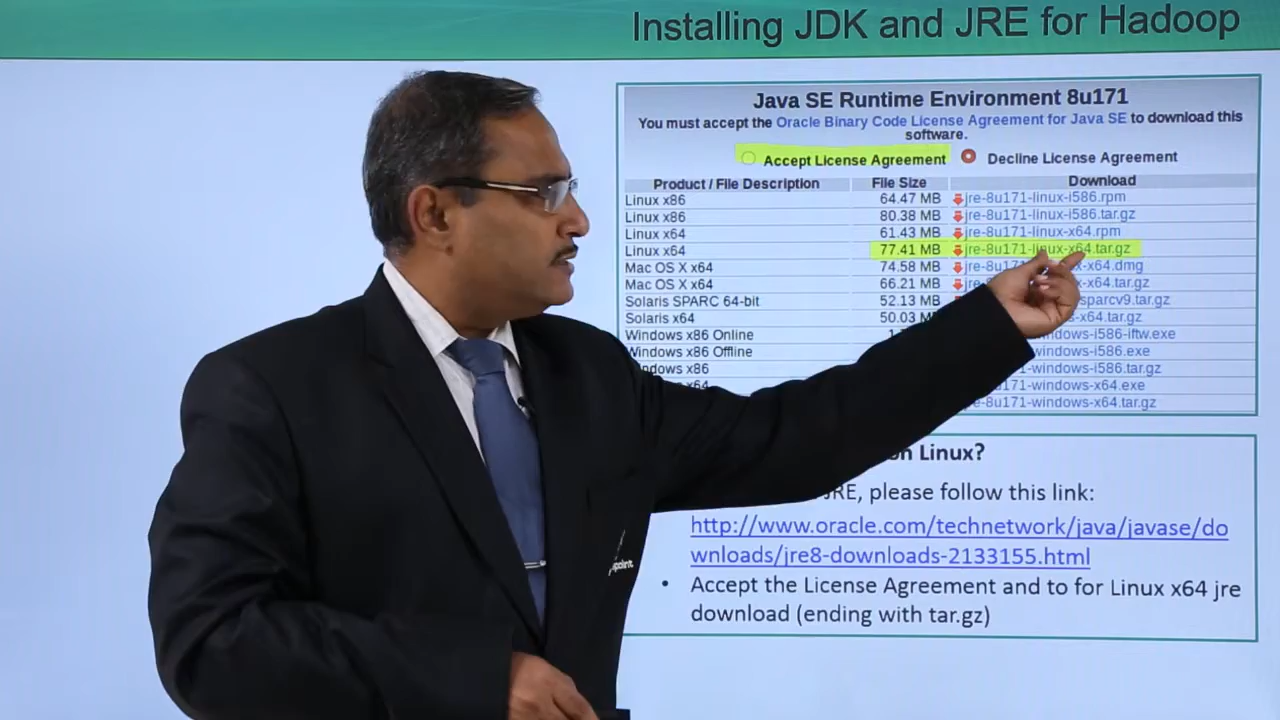 Installing JDK and JRE for Hadoop
Java SE Runtime Environment 8u171
You must accept the Oracle Binary Code License Agreement for Java SE to download this
software.
Accept License Agreement Decline License Agreement
Product / File Description File Size Download
Linux x86 64.47 MB jre-8u171-linux-i586.rpm
Linux x86 80.38 MB jre-8u171-linux-i586.tar.gz
Linux x64 61.43 MB jre-8u171-linux-x64.rpm
Linux x64 77.41 MB jre-8u171-linux-x64.tar.gz
Mac OS X x64 74.58 MB jre-8u171 x-x64.dmg
Mac OS X x64 66.21 MB jre x-x64.tar.gz
Solaris SPARC 64-bit 52.13 MB sparcv9.tar.gz
Solaris x64 50.03 M -x64.tar.gz
Windows x86 Online ndows-i586-iftw.exe
Windows x86 Offline windows-i586.exe
ndows x86 windows-i586.tar.gz
x64 -windows-x64.exe
e-8u171-windows-x64.tar.gz
on Linux?
JRE, please follow this link:
http://www.oracle.com/technetwork/java/javase/do
wnloads/jre8-downloads-2133155.html
• Accept the License Agreement and to for Linux x64 jre
download (ending with tar.gz)
point